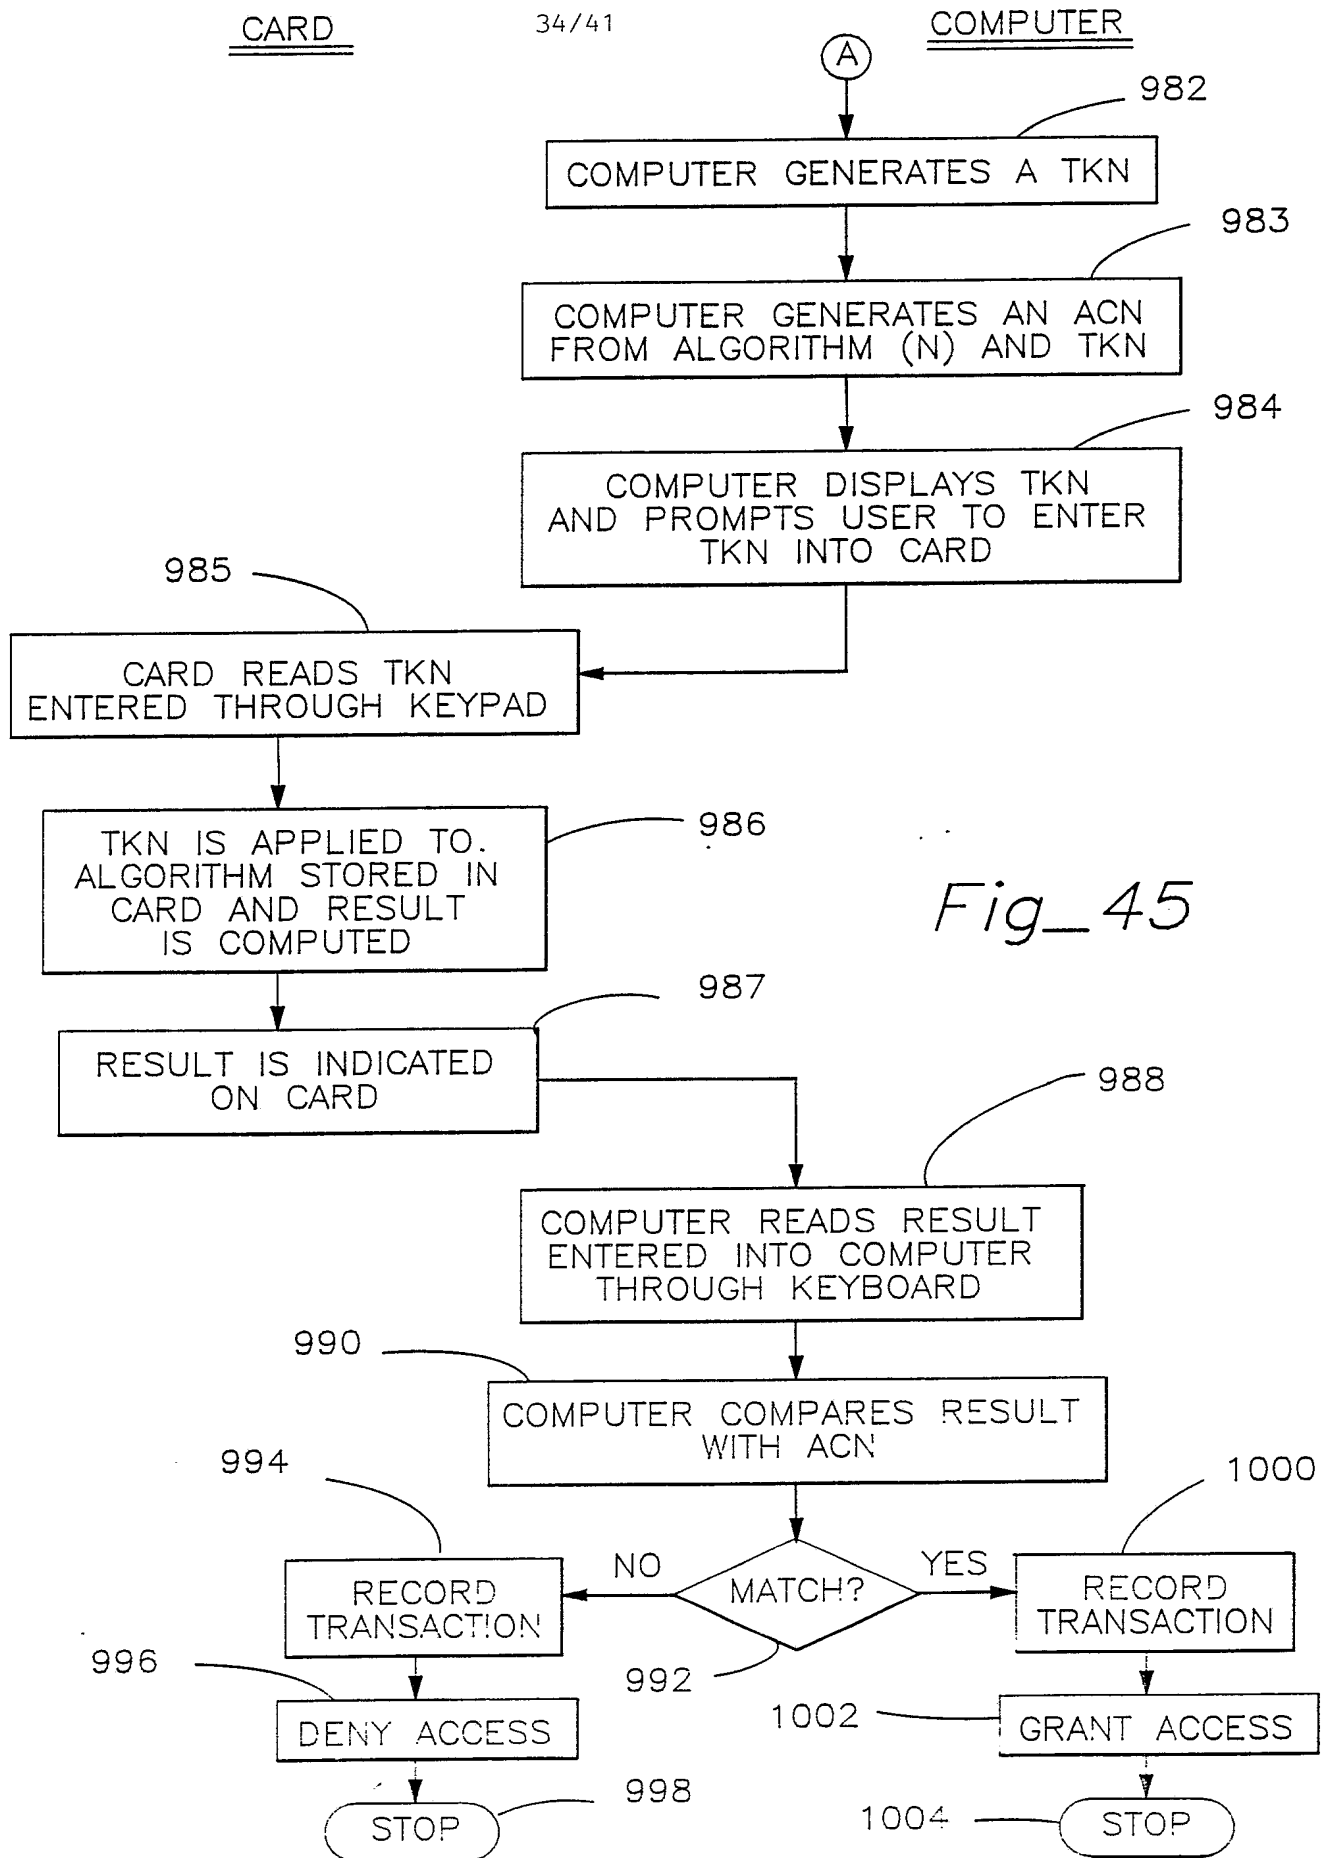 CARD
34/41
COMPUTER
A
982
COMPUTER GENERATES A TKN
983
COMPUTER GENERATES AN ACN
FROM ALGORITHM (N) AND TKN
984
COMPUTER DISPLAYS TKN
AND PROMPTS USER TO ENTER
TKN INTO CARD
985
CARD READS TKN
ENTERED THROUGH KEYPAD
986
TKN IS APPLIED TO.
ALGORITHM STORED IN
CARD AND RESULT
IS COMPUTED
Fig_45
987
RESULT IS INDICATED
ON CARD
988
COMPUTER READS RESULT
ENTERED INTO COMPUTER
THROUGH KEYBOARD
990
COMPUTER COMPARES RESULT
WITH ACN
994
1000
NO
MATCH?
YES
RECORD
TRANSACTION
RECORD
TRANSACTION
996
992
1002
DENY ACCESS
GRANT ACCESS
998
STOP
1004
STOP